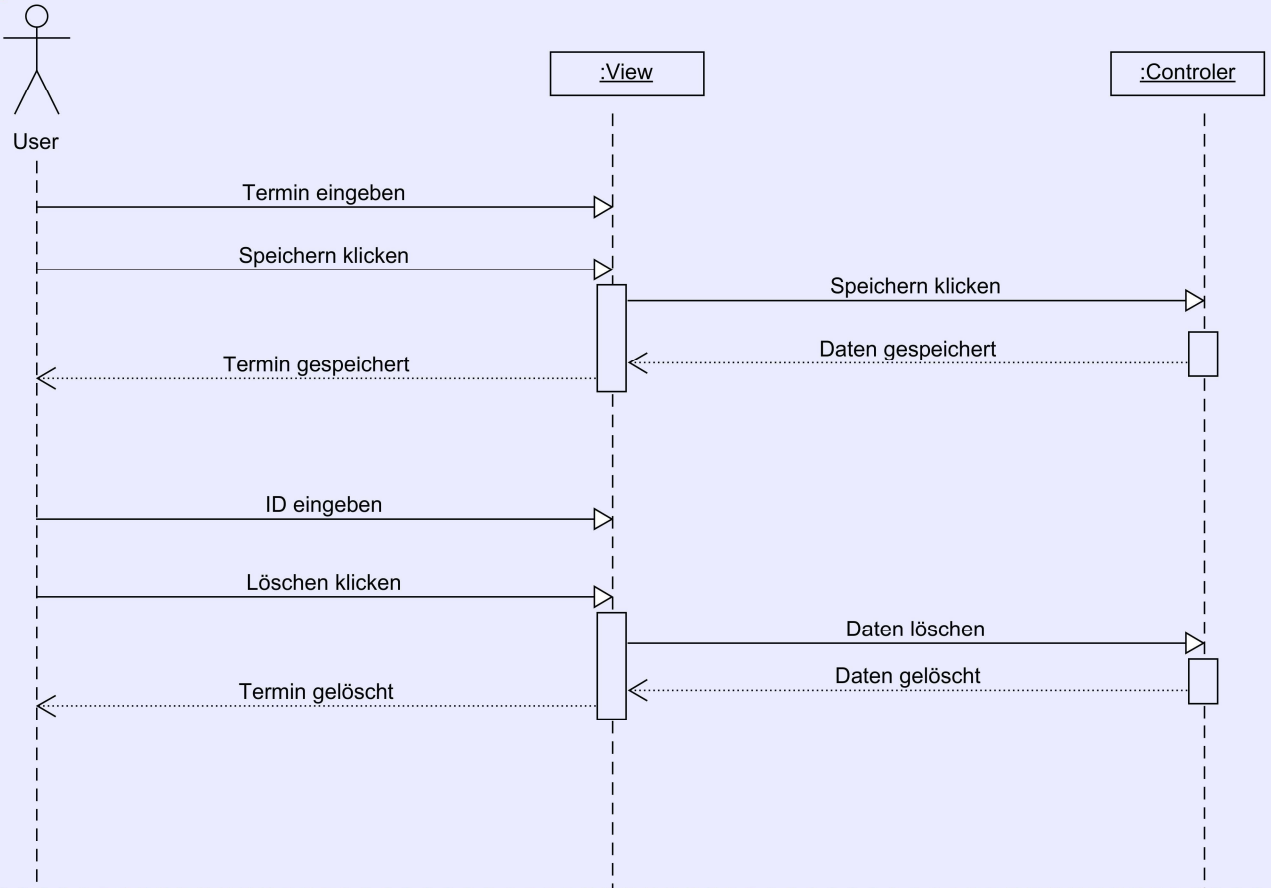 :View
:Controler
User
Termin eingeben
Speichern klicken
Speichern klicken
Daten gespeichert
Termin gespeichert
ID eingeben
Löschen klicken
Daten löschen
Daten gelöscht
Termin gelöscht